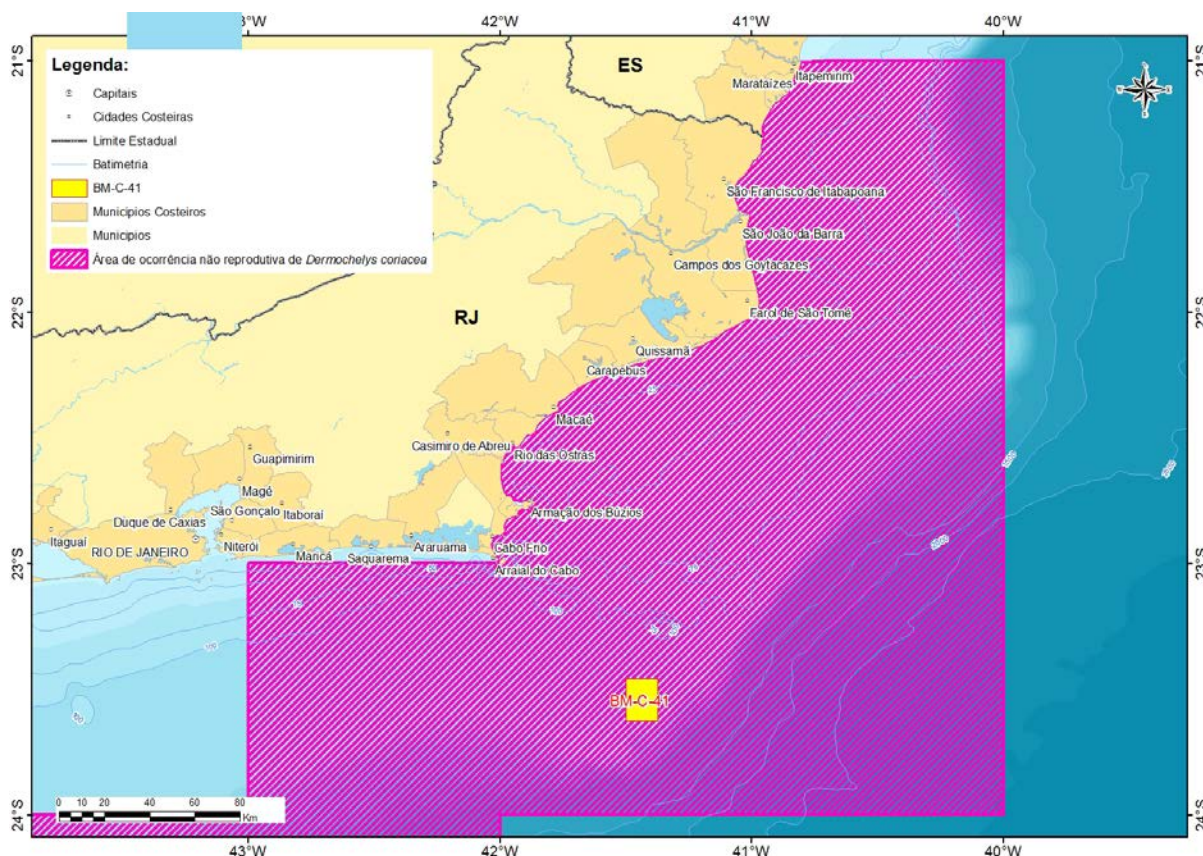 43°W
42°W
41°W
40°W
21°S
21°S
Legenda:
Capitais
Cidades Costeiras
Limite Estadual
Batimetria
BM-C-41
Municipios Costeiros
Municipios
Área de ocorrência não reprodutiva de Dermochelys coriacea
ES
Itapemirim
Marataízes
São Francisco de Itabapoana
São João da Barra
Campos dos Goytacazes
22°S
22°S
Farol de São Tomé
RJ
Quissamã
Carapebus
Macaé
Casimiro de Abreu
Rio das Ostras
Guapimirim
Magé
São Gonçalo
Itaboraí
Duque de Caxias
Armação dos Búzios
Itaguaí
RIO DE JANEIRO
Niterói
Maricá
Saquarema
Araruama
Cabo Frio
23°S
23°S
Arraial do Cabo
BM-C-41
0 10 20 40 60 80
Km
24°S
24°S
43°W
42°W
41°W
40°W